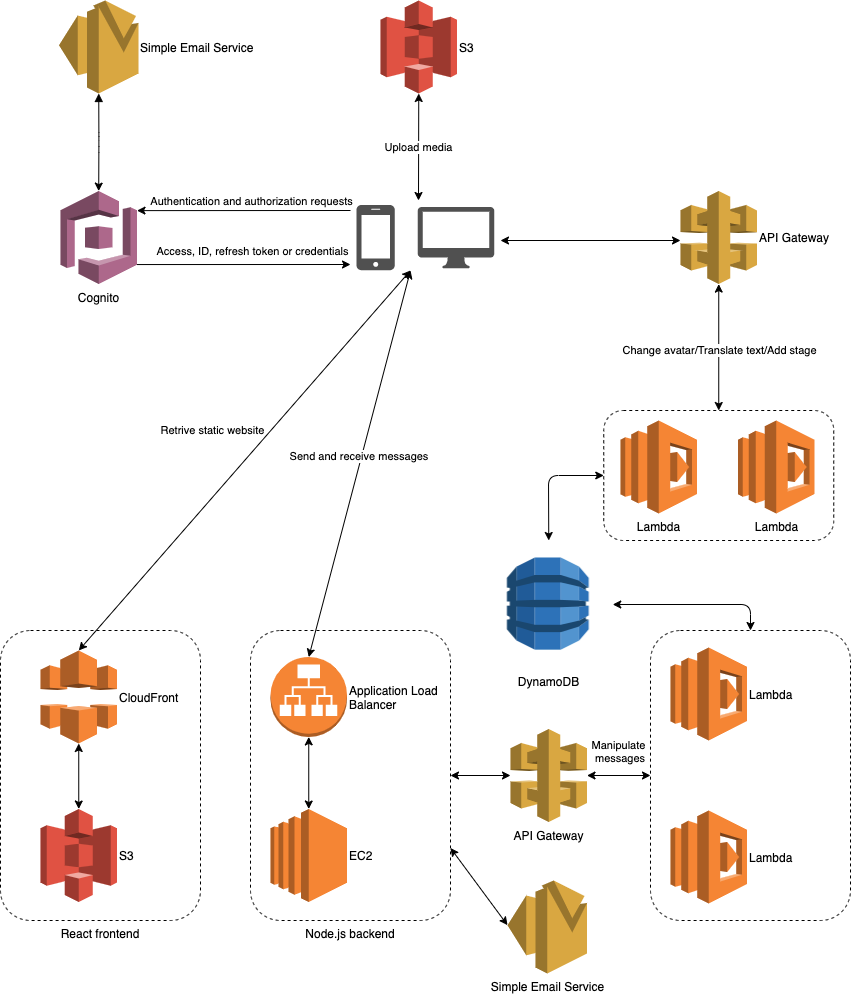 Simple Email Service
S3
Upload media
Authentication and authorization requests
Access, ID, refresh token or credentials
Cognito
API Gateway
Change avatar/Translate text/Add stage
Retrive static website
Send and receive messages
Lambda
Lambda
DynamoDB
CloudFront
Application Load
Balancer
Lambda
Manipulate
messages
API Gateway
S3
EC2
Lambda
React frontend
Node.js backend
Simple Email Service